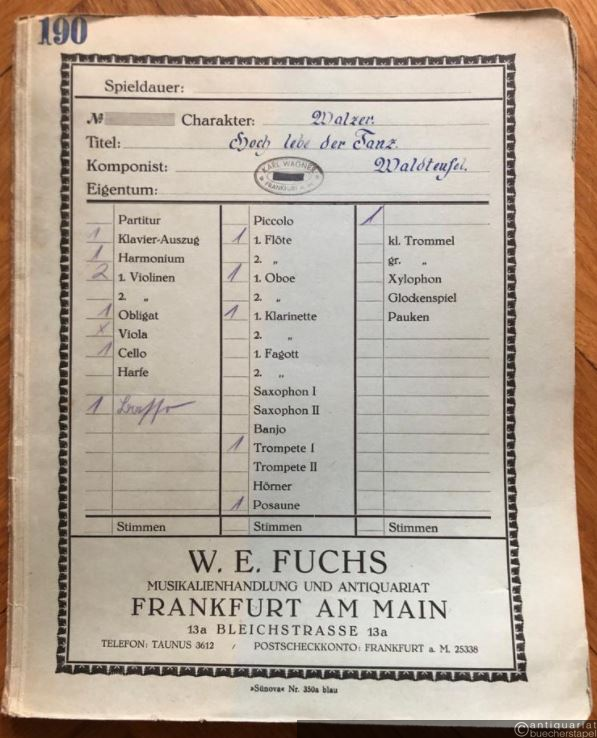 190
Spieldauer:
№ Charakter: Walzer.
Titel: Hoch lebe der Tanz.
Komponist: Waldteufel.
KARL WAGNER
FRANKFURT A. M.
Eigentum:
Partitur
1 Klavier-Auszug
1 Harmonium
2 1. Violinen
2. „
1 Obligat
x Viola
1 Cello
Harfe
1 Basso
Stimmen
Piccolo
1 1. Flöte
2. „
1 1. Oboe
2. „
1 1. Klarinette
2. „
1. Fagott
2. „
Saxophon I
Saxophon II
Banjo
1 Trompete I
Trompete II
Hörner
1 Posaune
Stimmen
1
kl. Trommel
gr. „
Xylophon
Glockenspiel
Pauken
Stimmen
W. E. FUCHS
MUSIKALIENHANDLUNG UND ANTIQUARIAT
FRANKFURT AM MAIN
13a BLEICHSTRASSE 13a
TELEFON: TAUNUS 3612 / POSTSCHECKKONTO: FRANKFURT a. M. 25338
»Sünova« Nr. 350a blau
©antiquariat
buecherstapel